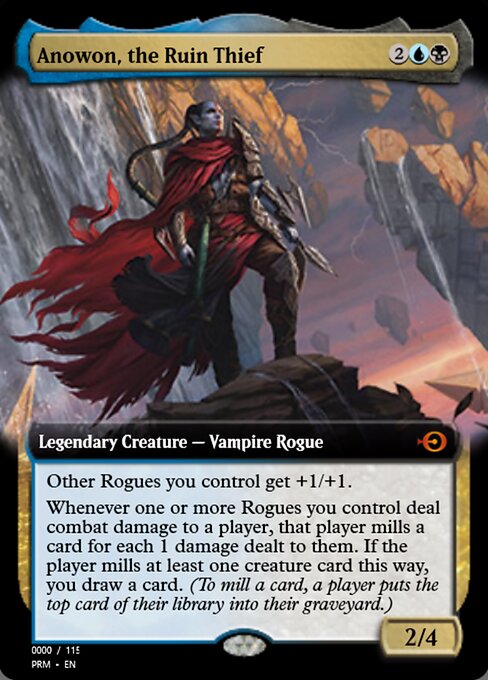 Anowon, the Ruin Thief 2
Legendary Creature — Vampire Rogue
Other Rogues you control get +1/+1.
Whenever one or more Rogues you control deal
combat damage to a player, that player mills a
card for each 1 damage dealt to them. If the
player mills at least one creature card this way,
you draw a card. (To mill a card, a player puts the
top card of their library into their graveyard.)
2/4
0000 / 115
PRM • EN